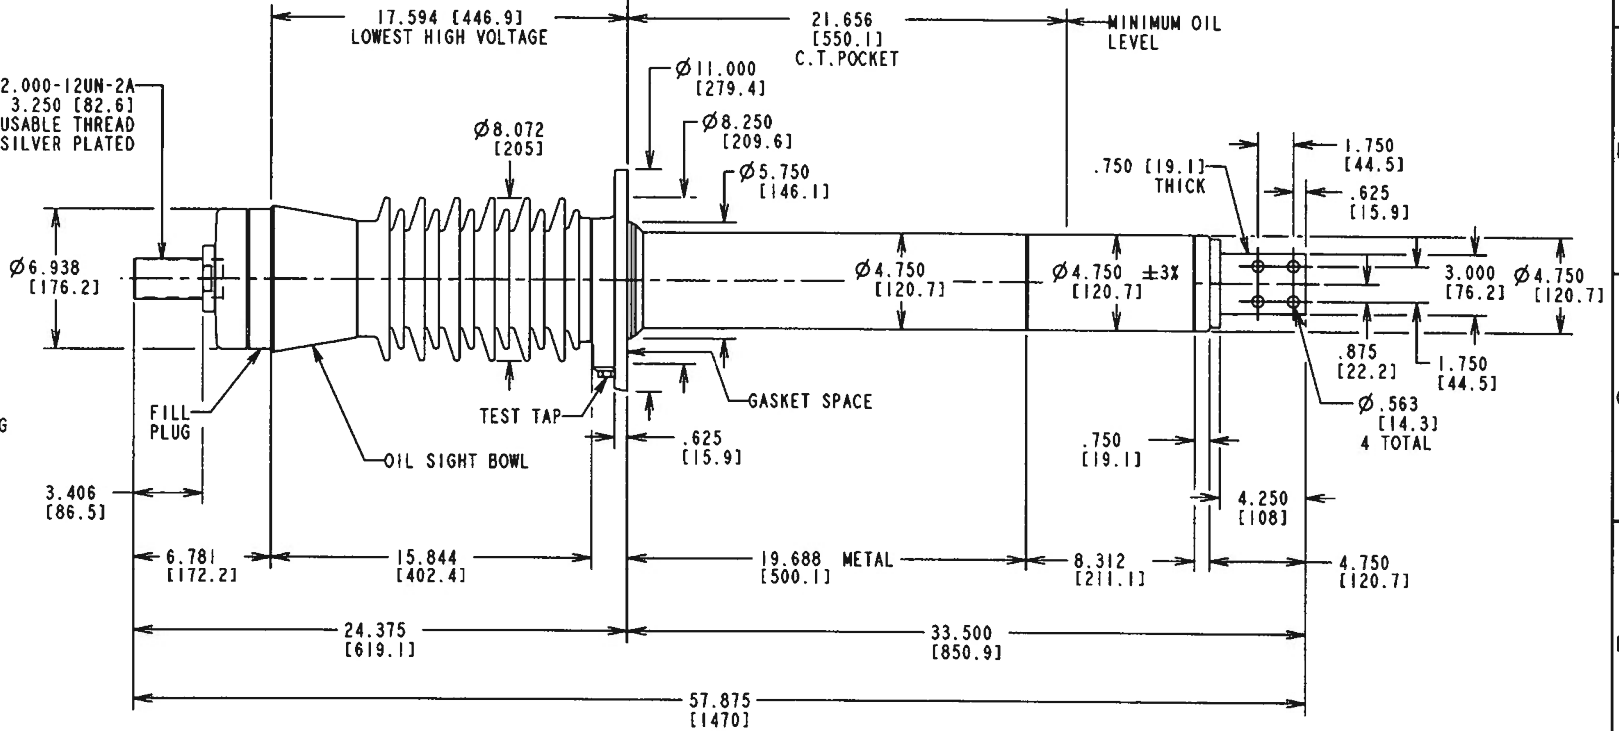 17.594 [446.9]
LOWEST HIGH VOLTAGE
21.656
[550.1]
C.T.POCKET
MINIMUM OIL
LEVEL
2.000-12UN-2A
3.250 [82.6]
USABLE THREAD
SILVER PLATED
Ø11.000
[279.4]
Ø8.072
[205]
Ø8.250
[209.6]
Ø5.750
[146.1]
.750 [19.1]
THICK
1.750
[44.5]
.625
[15.9]
Ø6.938
[176.2]
Ø4.750
[120.7]
Ø4.750 ±3%
[120.7]
3.000
[76.2]
Ø4.750
[120.7]
.875
[22.2]
1.750
[44.5]
Ø.563
[14.3]
4 TOTAL
FILL
PLUG
G
TEST TAP
GASKET SPACE
OIL SIGHT BOWL
.625
[15.9]
.750
[19.1]
3.406
[86.5]
4.250
[108]
6.781
[172.2]
15.844
[402.4]
19.688 METAL
[500.1]
8.312
[211.1]
4.750
[120.7]
24.375
[619.1]
33.500
[850.9]
57.875
[1470]